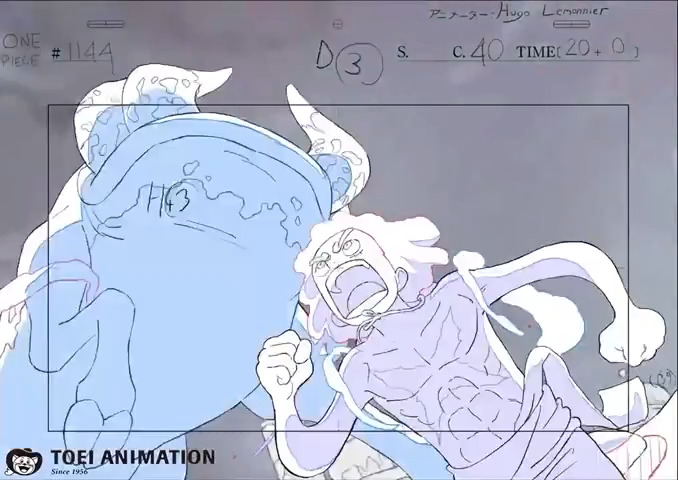 アニメーター:Hugo Lemonnier
ONE PIECE #1144 D③ S. C.40 TIME(20+0)
H③
TOEI ANIMATION
Since 1956